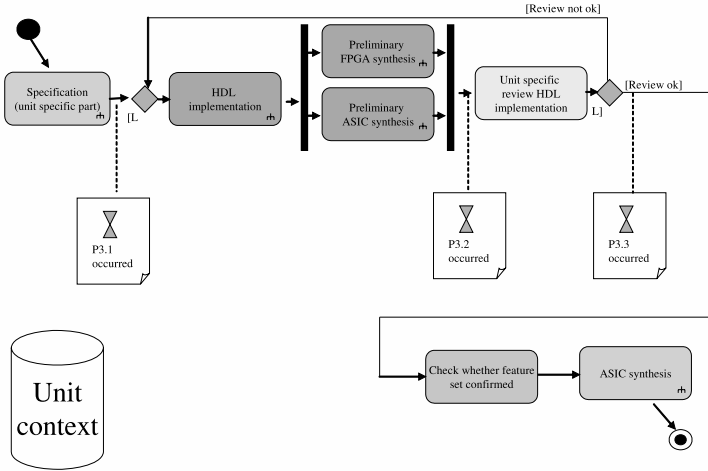 [Review not ok]
Specification
(unit specific part)
[L
HDL
implementation
Preliminary
FPGA synthesis
Preliminary
ASIC synthesis
Unit specific
review HDL
implementation
L]
[Review ok]
P3.1
occurred
P3.2
occurred
P3.3
occurred
Unit
context
Check whether feature
set confirmed
ASIC synthesis